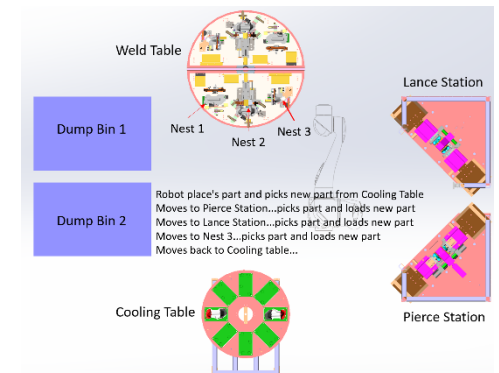 Weld Table
Lance Station
Nest 1
Nest 2
Nest 3
Dump Bin 1
Dump Bin 2
Robot place's part and picks new part from Cooling Table
Moves to Pierce Station...picks part and loads new part
Moves to Lance Station...picks part and loads new part
Moves to Nest 3...picks part and loads new part
Moves back to Cooling table...
Cooling Table
Pierce Station